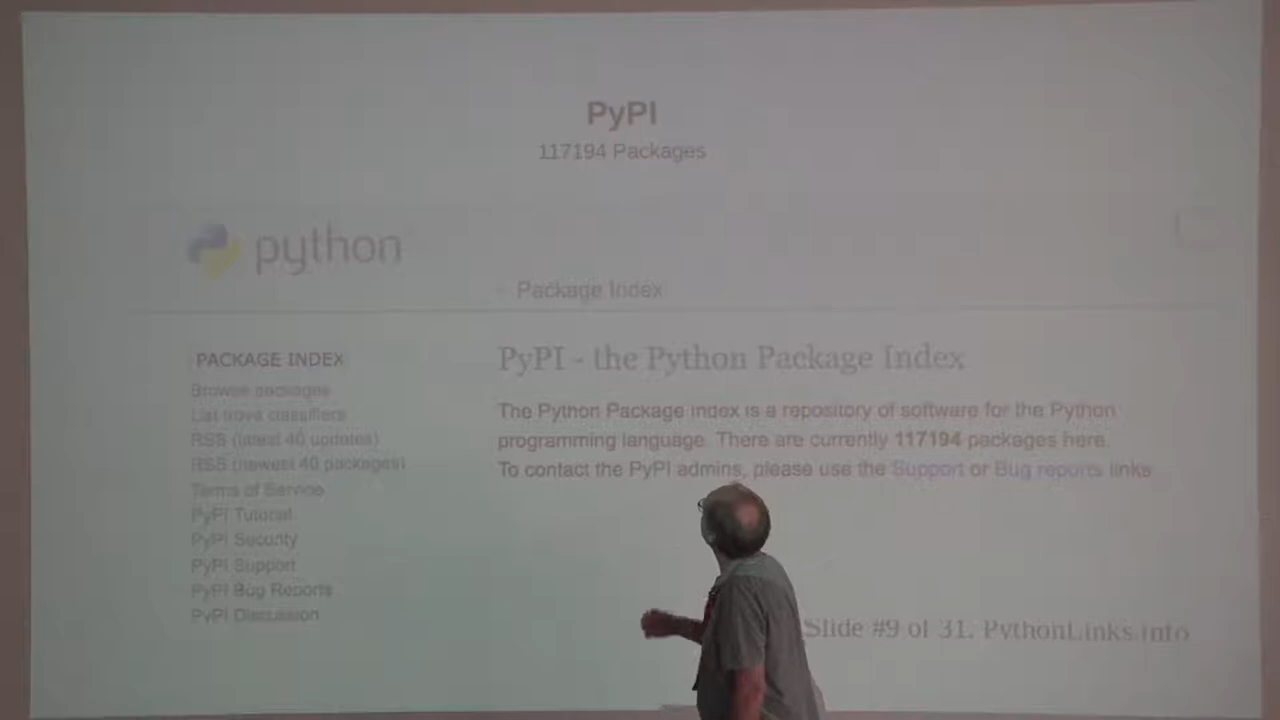 PyPI
117194 Packages
python
Package Index
PACKAGE INDEX
Browse packages
List trove classifiers
RSS (latest 40 updates)
RSS (newest 40 packages)
Terms of Service
PyPI Tutorial
PyPI Security
PyPI Support
PyPI Bug Reports
PyPI Discussion
PyPI - the Python Package Index
The Python Package Index is a repository of software for the Python
programming language. There are currently 117194 packages here.
To contact the PyPI admins, please use the Support or Bug reports links
Slide #9 of 31. PythonLinks.info